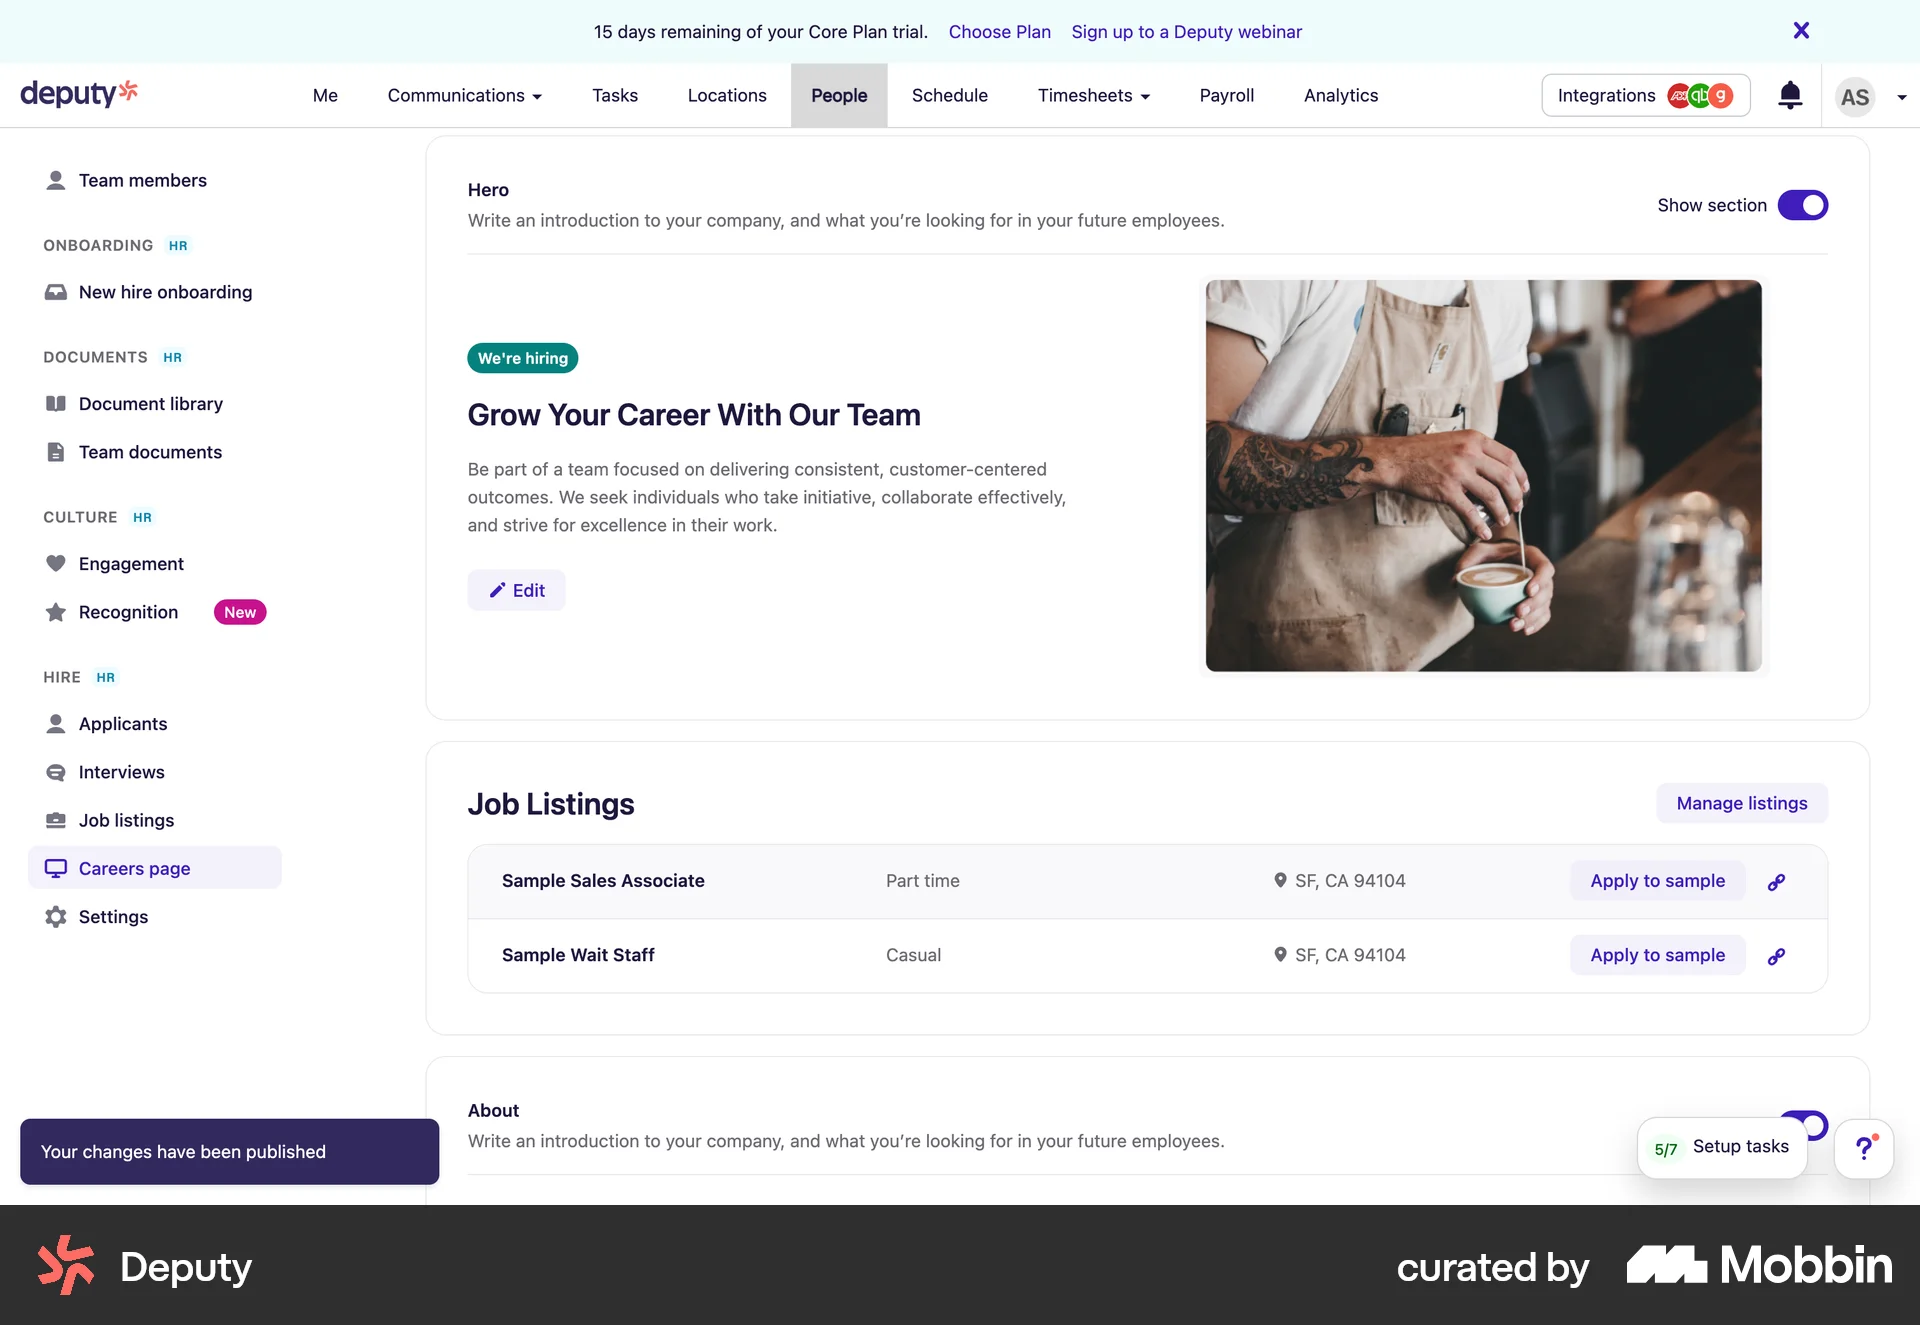 15 days remaining of your Core Plan trial. Choose Plan Sign up to a Deputy webinar
deputy
Me Communications Tasks Locations People Schedule Timesheets Payroll Analytics Integrations qb g AS
Team members
ONBOARDING HR
New hire onboarding
DOCUMENTS HR
Document library
Team documents
CULTURE HR
Engagement
Recognition New
HIRE HR
Applicants
Interviews
Job listings
Careers page
Settings
Hero
Write an introduction to your company, and what you’re looking for in your future employees.
Show section
We're hiring
Grow Your Career With Our Team
Be part of a team focused on delivering consistent, customer-centered
outcomes. We seek individuals who take initiative, collaborate effectively,
and strive for excellence in their work.
Edit
Job Listings
Manage listings
Sample Sales Associate Part time SF, CA 94104 Apply to sample
Sample Wait Staff Casual SF, CA 94104 Apply to sample
About
Write an introduction to your company, and what you’re looking for in your future employees.
5/7 Setup tasks
?
Your changes have been published
Deputy
curated by Mobbin